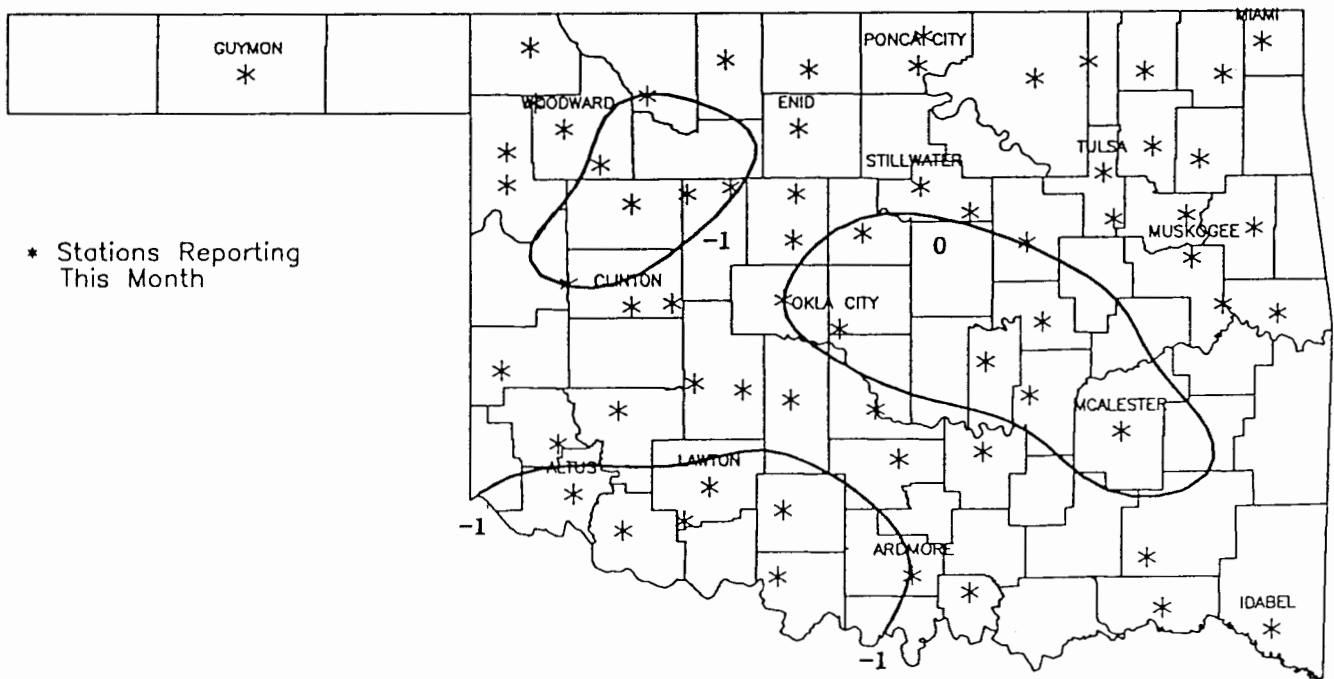 MIAMI
GUYMON
PONCA CITY
WOODWARD
ENID
TULSA
STILLWATER
MUSKOGEE
-1
0
* Stations Reporting
This Month
CLINTON
OKLA CITY
MCALESTER
ALTUS
LAWTON
-1
ARDMORE
IDABEL
-1